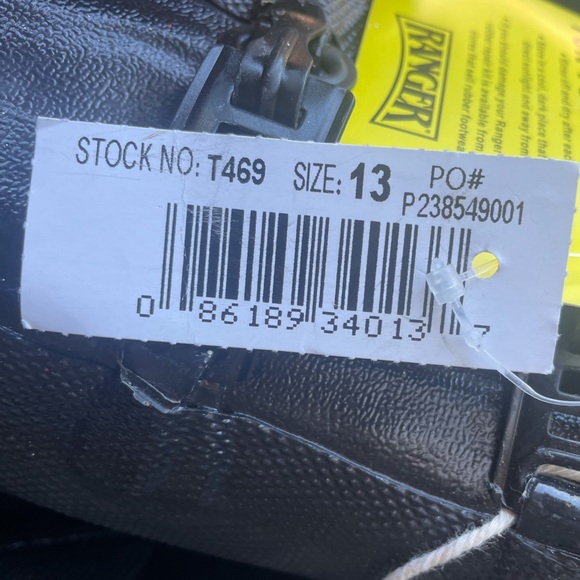 RANGER
STOCK NO: T469 SIZE: 13 PO#
P238549001
0 86189 34013 7